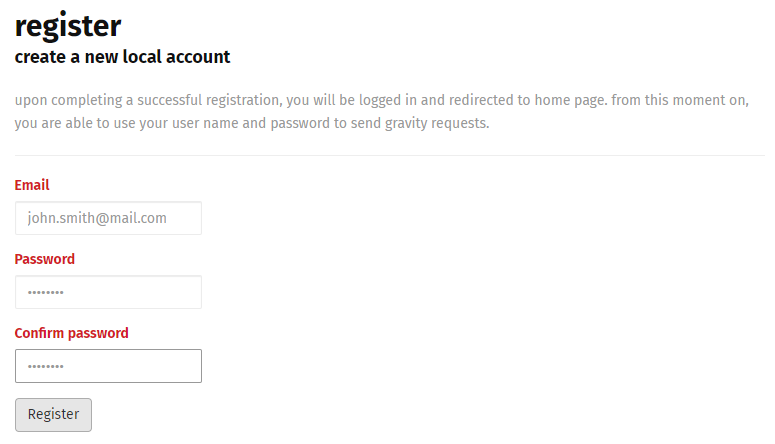 register
create a new local account
upon completing a successful registration, you will be logged in and redirected to home page. from this moment on,
you are able to use your user name and password to send gravity requests.
Email
john.smith@mail.com
Password
••••••••
Confirm password
••••••••
Register